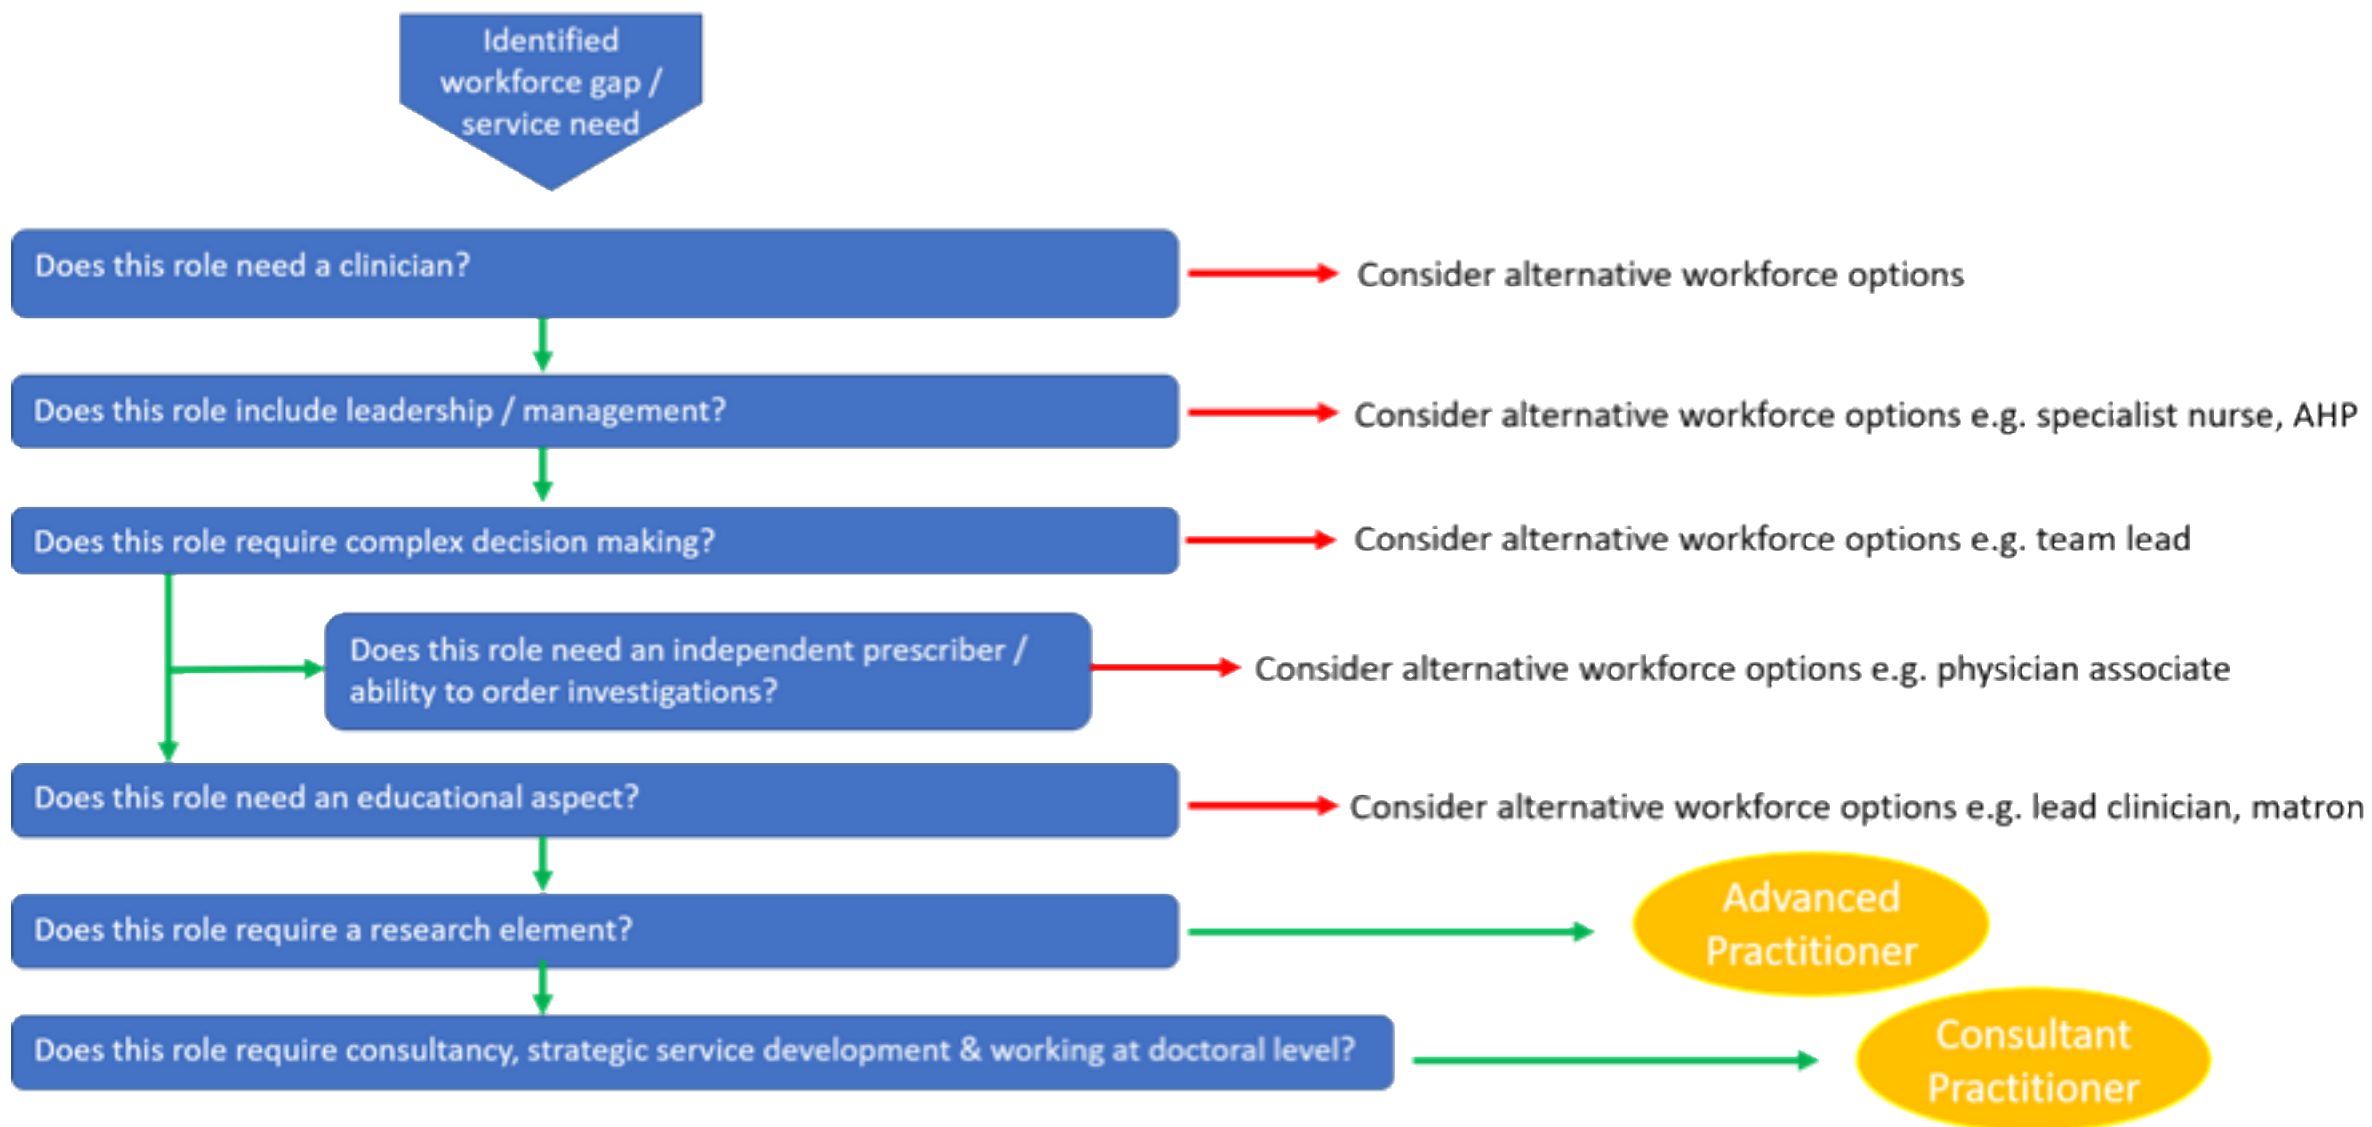 Identified
workforce gap /
service need
Does this role need a clinician?
Consider alternative workforce options
Does this role include leadership / management?
Consider alternative workforce options e.g. specialist nurse, AHP
Does this role require complex decision making?
Consider alternative workforce options e.g. team lead
Does this role need an independent prescriber /
ability to order investigations?
Consider alternative workforce options e.g. physician associate
Does this role need an educational aspect?
Consider alternative workforce options e.g. lead clinician, matron
Does this role require a research element?
Advanced
Practitioner
Does this role require consultancy, strategic service development & working at doctoral level?
Consultant
Practitioner